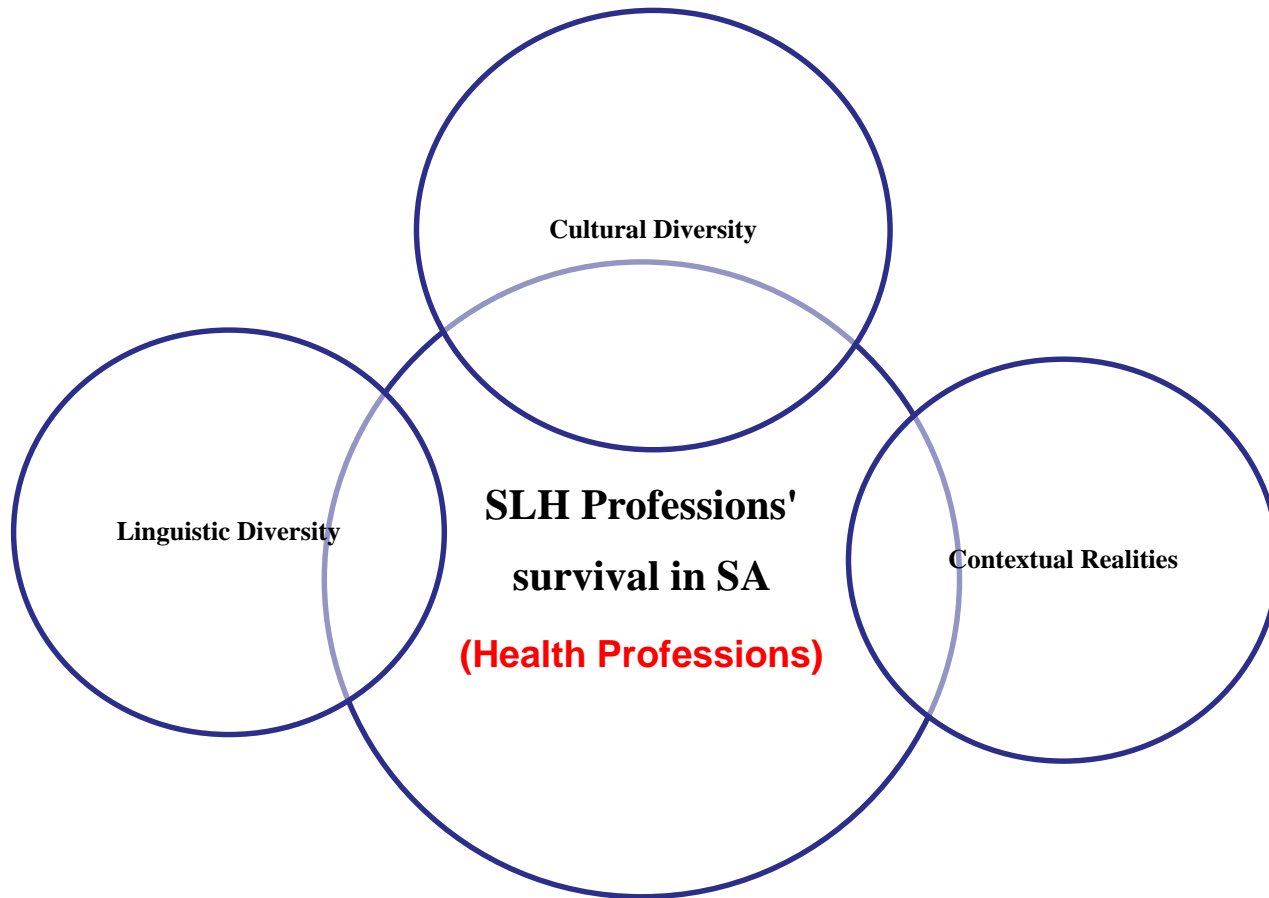 Cultural Diversity
Linguistic Diversity
SLH Professions'
survival in SA
(Health Professions)
Contextual Realities